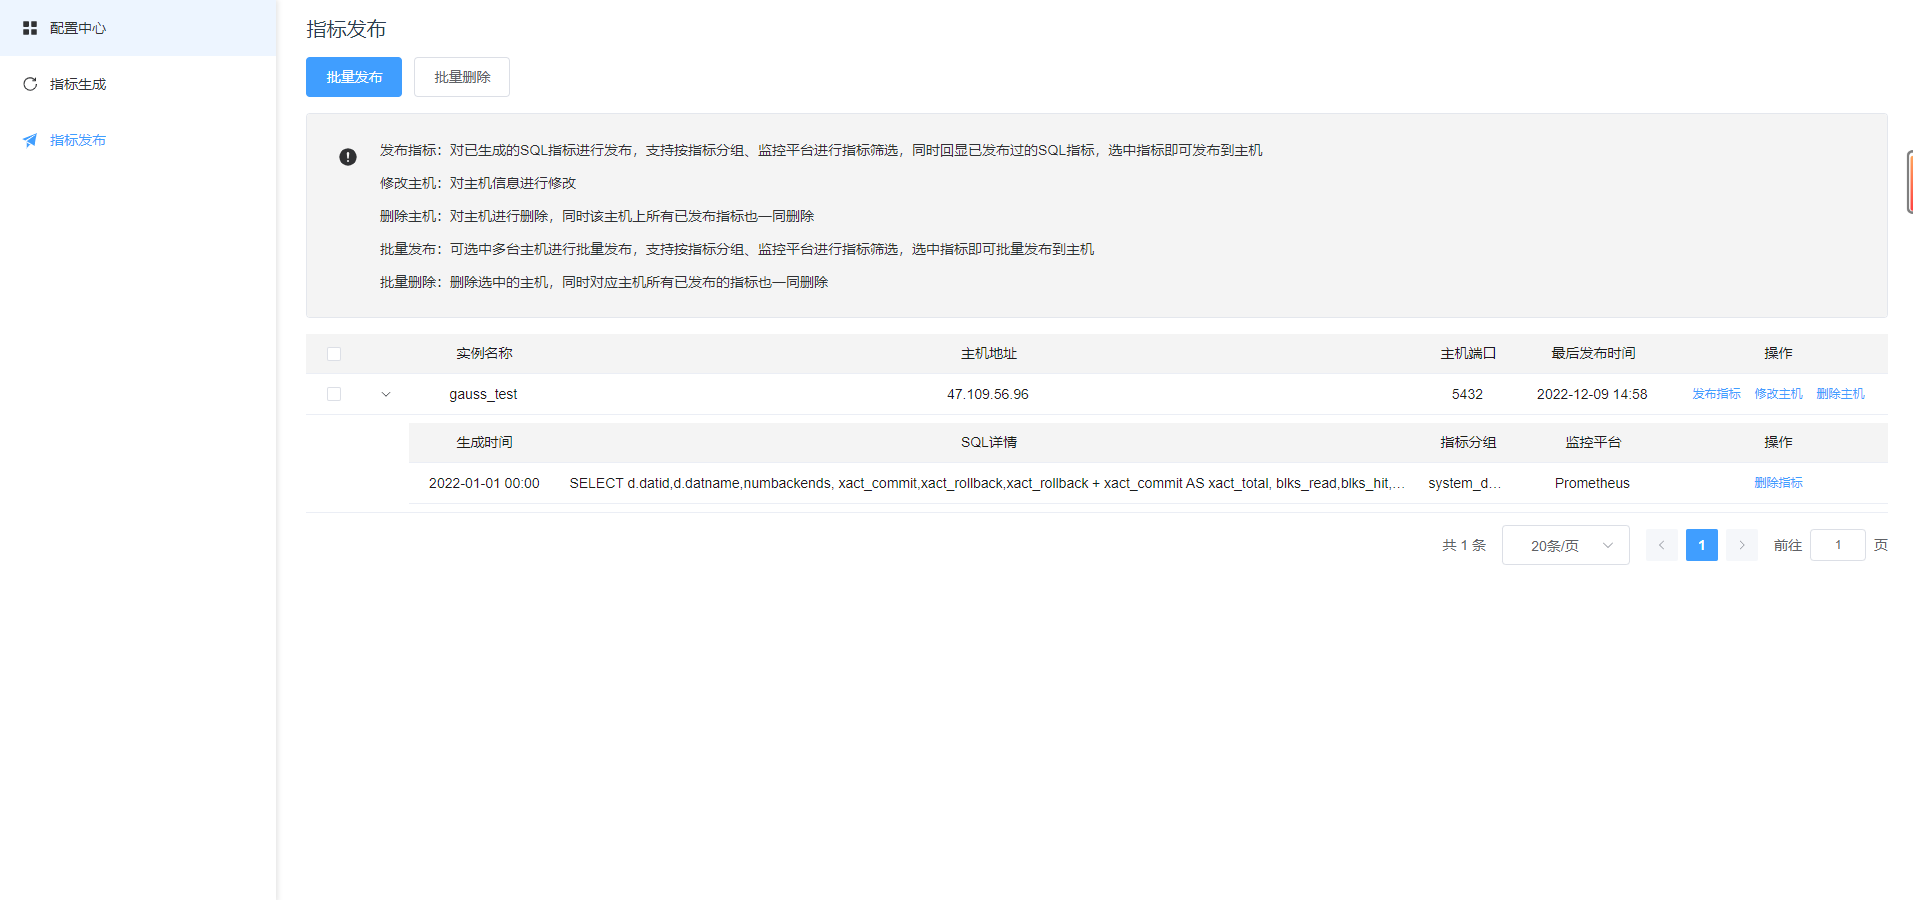 配置中心
指标生成
指标发布
指标发布
批量发布 批量删除
发布指标：对已生成的SQL指标进行发布，支持按指标分组、监控平台进行指标筛选，同时回显已发布过的SQL指标，选中指标即可发布到主机
修改主机：对主机信息进行修改
删除主机：对主机进行删除，同时该主机上所有已发布指标也一同删除
批量发布：可选中多台主机进行批量发布，支持按指标分组、监控平台进行指标筛选，选中指标即可批量发布到主机
批量删除：删除选中的主机，同时对应主机所有已发布的指标也一同删除
实例名称 主机地址 主机端口 最后发布时间 操作
gauss_test 47.109.56.96 5432 2022-12-09 14:58 发布指标 修改主机 删除主机
生成时间 SQL详情 指标分组 监控平台 操作
2022-01-01 00:00 SELECT d.datid,d.datname,numbackends, xact_commit,xact_rollback,xact_rollback + xact_commit AS xact_total, blks_read,blks_hit,... system_d... Prometheus 删除指标
共 1 条 20条/页 1 前往 1 页